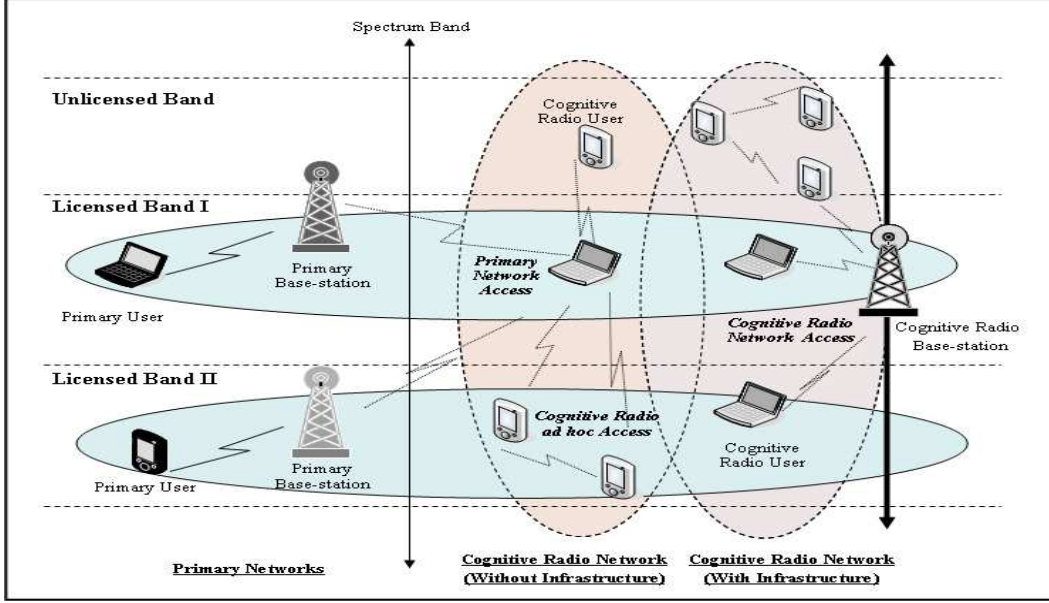 Spectrum Band
Unlicensed Band
Cognitive
Radio User
Licensed Band I
Primary
Base-station
Primary User
Primary
Network
Access
Cognitive Radio
Network Access
Cognitive Radio
Base-station
Licensed Band II
Primary
Base-station
Primary User
Cognitive Radio
ad hoc Access
Cognitive
Radio User
Primary Networks
Cognitive Radio Network
(Without Infrastructure)
Cognitive Radio Network
(With Infrastructure)